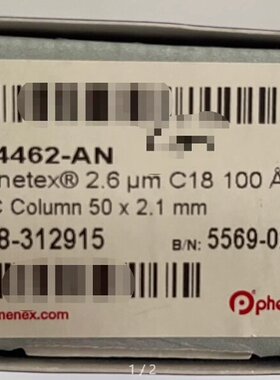 4462-AN
netex® 2.6 µm C18 100 Å
C Column 50 x 2.1 mm
8-312915 B/N: 5569-0
menex.com
phe
1/2